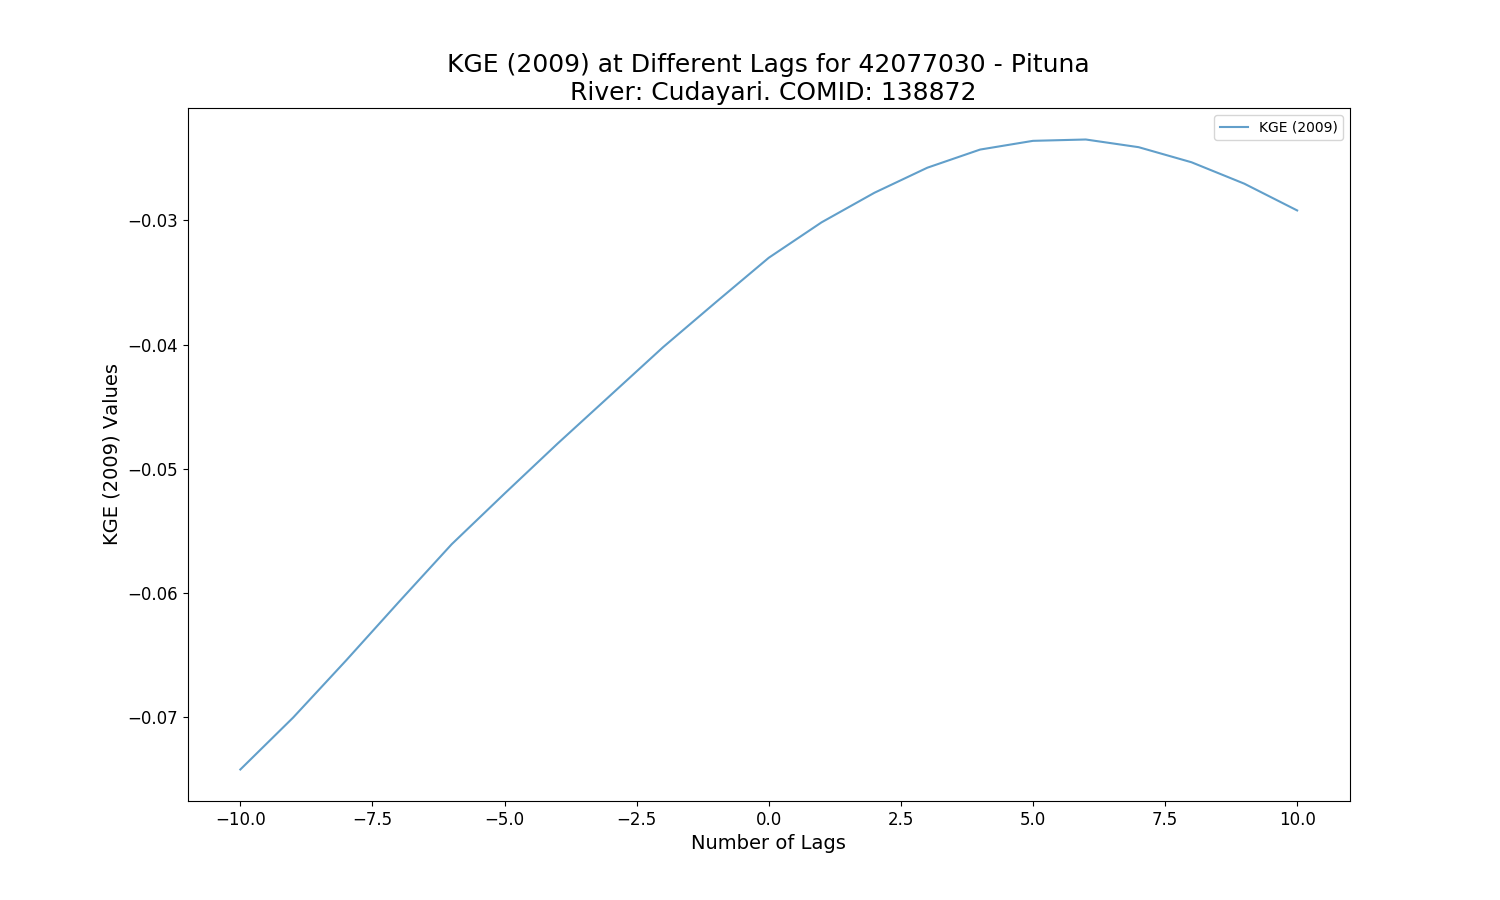 KGE (2009) at Different Lags for 42077030 - Pituna
River: Cudayari. COMID: 138872
KGE (2009)
−0.03
−0.04
−0.05
−0.06
−0.07
KGE (2009) Values
−10.0 −7.5 −5.0 −2.5 0.0 2.5 5.0 7.5 10.0
Number of Lags